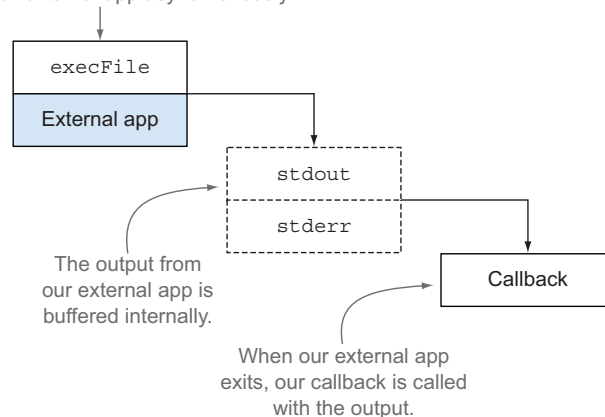 execFile
External app
stdout
stderr
The output from
our external app is
buffered internally.
Callback
When our external app
exits, our callback is called
with the output.